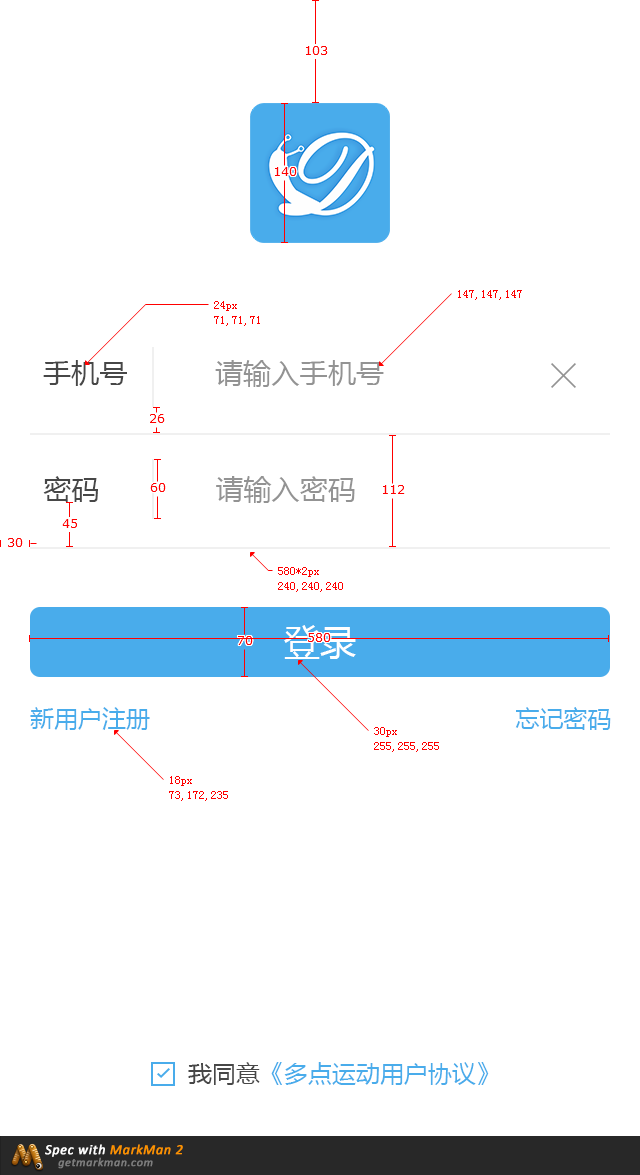 103
140
24px
71, 71, 71
147, 147, 147
手机号
请输入手机号
26
密码
60
请输入密码
112
45
30
580*2px
240, 240, 240
70
登录
580
新用户注册
忘记密码
30px
255, 255, 255
18px
73, 172, 235
我同意《多点运动用户协议》
Spec with MarkMan 2
getmarkman.com